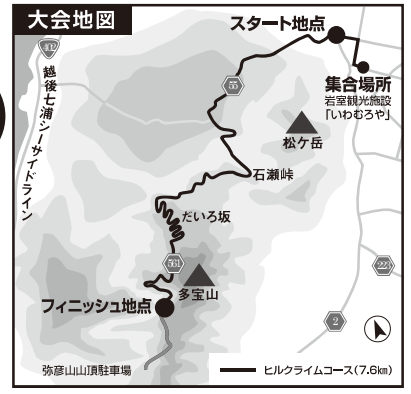 大会地図
スタート地点
402
越後七浦シーサイドライン
55
集合場所
岩室観光施設
「いわむろや」
松ケ岳
石瀬峠
だいろ坂
561
多宝山
223
フィニッシュ地点
2
弥彦山山頂駐車場
ヒルクライムコース(7.6km)